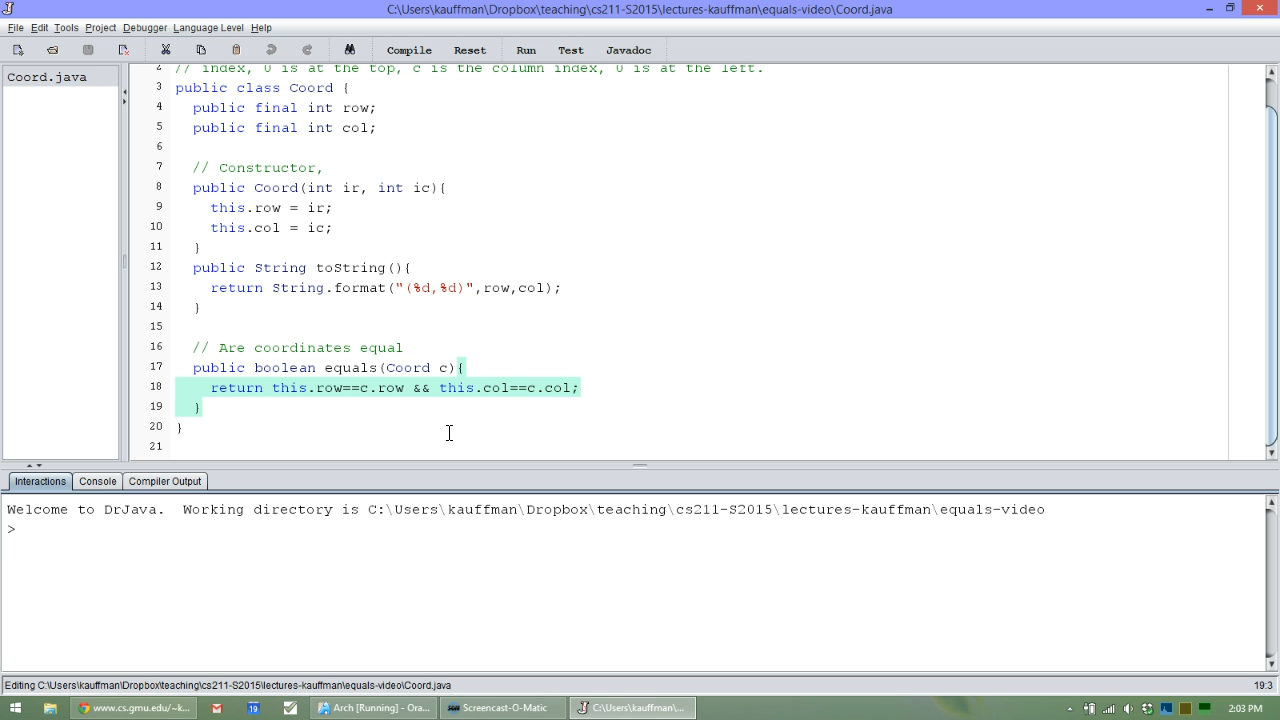 C:\Users\kauffman\Dropbox\teaching\cs211-S2015\lectures-kauffman\equals-video\Coord.java
File Edit Tools Project Debugger Language Level Help
Compile Reset Run Test Javadoc
Coord.java
2 // index, 0 is at the top, c is the column index, 0 is at the left.
3 public class Coord {
4 public final int row;
5 public final int col;
6
7 // Constructor,
8 public Coord(int ir, int ic){
9 this.row = ir;
10 this.col = ic;
11 }
12 public String toString(){
13 return String.format("(%d,%d)",row,col);
14 }
15
16 // Are coordinates equal
17 public boolean equals(Coord c){
18 return this.row==c.row && this.col==c.col;
19 }
20 }
21
Interactions Console Compiler Output
Welcome to DrJava.  Working directory is C:\Users\kauffman\Dropbox\teaching\cs211-S2015\lectures-kauffman\equals-video
>
Editing C:\Users\kauffman\Dropbox\teaching\cs211-S2015\lectures-kauffman\equals-video\Coord.java 19:3
www.cs.gmu.edu/~k... 19 Arch [Running] - Ora... Screencast-O-Matic C:\Users\kauffman\... 2:03 PM